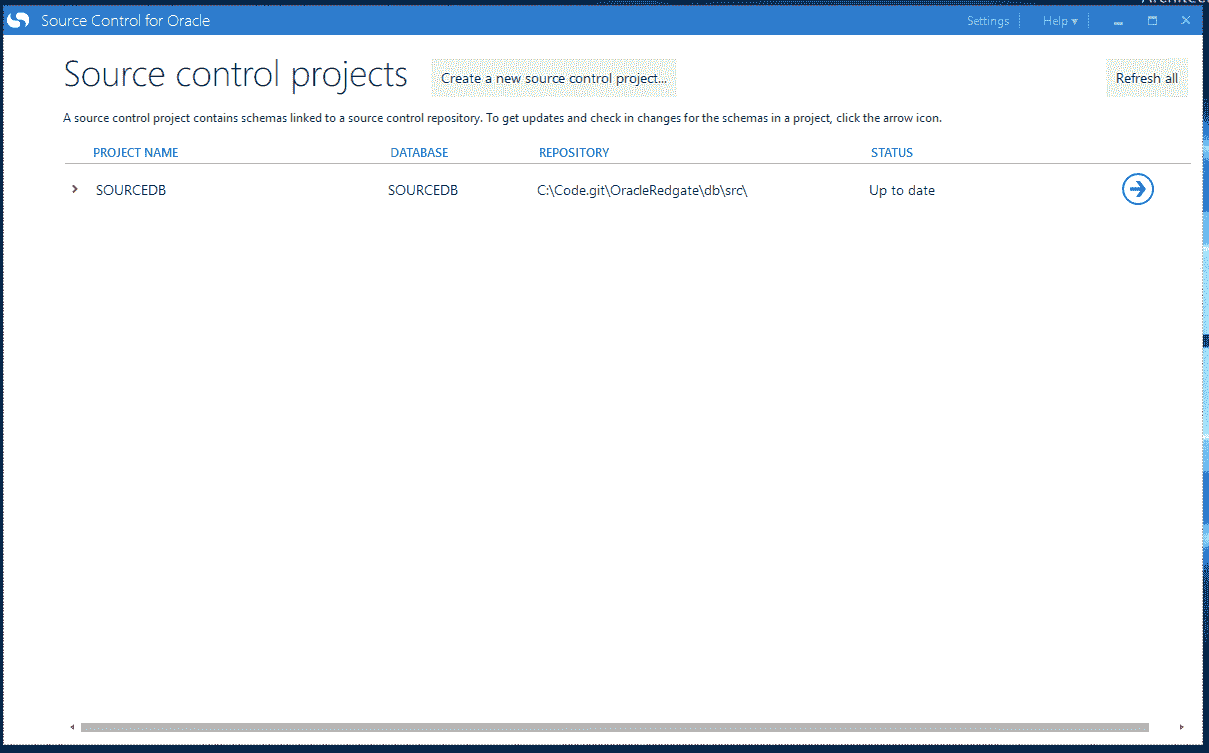 Source Control for Oracle
Settings
Help
Source control projects
Create a new source control project...
Refresh all
A source control project contains schemas linked to a source control repository. To get updates and check in changes for the schemas in a project, click the arrow icon.
PROJECT NAME DATABASE REPOSITORY STATUS
SOURCEDB SOURCEDB C:\Code.git\OracleRedgate\db\src\ Up to date